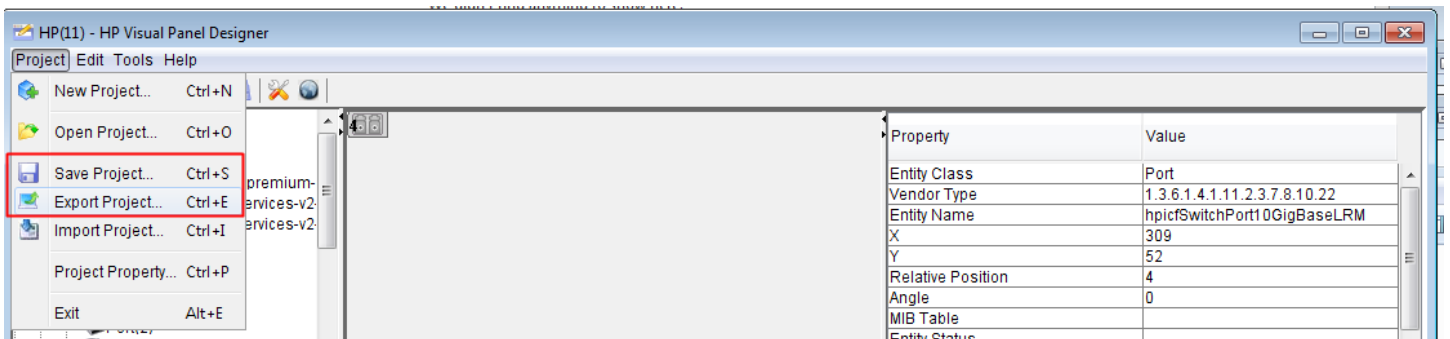 HP(11) - HP Visual Panel Designer
Project Edit Tools Help
New Project... Ctrl+N
Open Project... Ctrl+O
Save Project... Ctrl+S
Export Project... Ctrl+E
Import Project... Ctrl+I
Project Property... Ctrl+P
Exit Alt+E
premium-
ervices-v2-
ervices-v2-
4
Property Value
Entity Class Port
Vendor Type 1.3.6.1.4.1.11.2.3.7.8.10.22
Entity Name hpicfSwitchPort10GigBaseLRM
X 309
Y 52
Relative Position 4
Angle 0
MIB Table
Entity Status